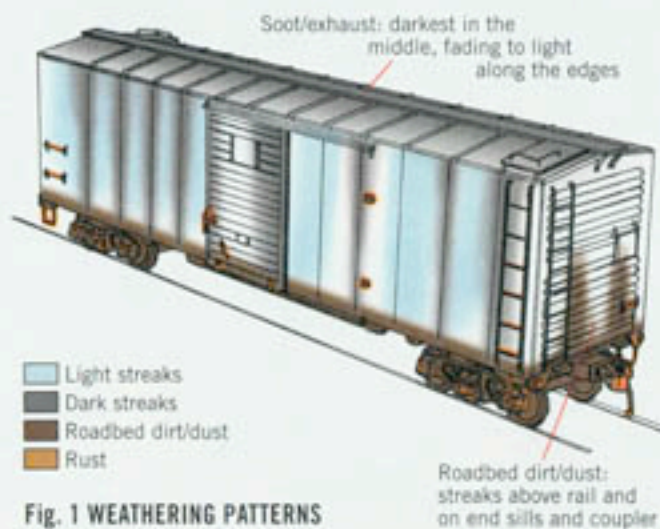 Soot/exhaust: darkest in the
middle, fading to light
along the edges
Light streaks
Dark streaks
Roadbed dirt/dust
Rust
Roadbed dirt/dust:
streaks above rail and
on end sills and coupler
Fig. 1 WEATHERING PATTERNS